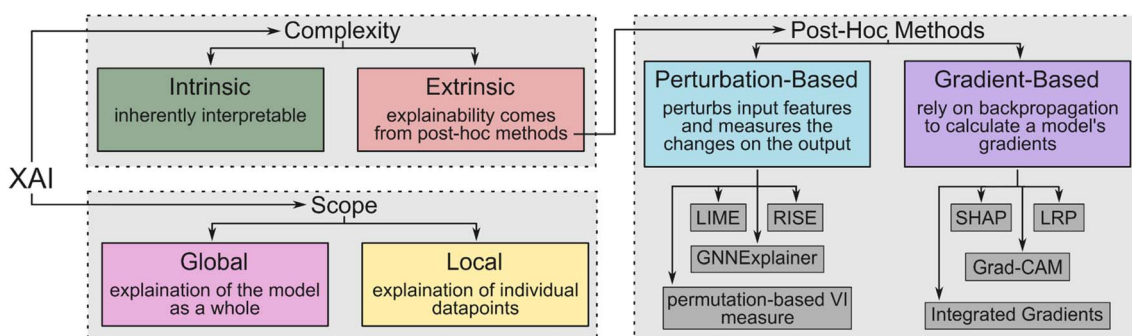 XAI
Complexity
Intrinsic
inherently interpretable
Extrinsic
explainability comes
from post-hoc methods
Scope
Global
explaination of the model
as a whole
Local
explaination of individual
datapoints
Post-Hoc Methods
Perturbation-Based
perturbs input features
and measures the
changes on the output
LIME
RISE
GNNExplainer
permutation-based VI
measure
Gradient-Based
rely on backpropagation
to calculate a model's
gradients
SHAP
LRP
Grad-CAM
Integrated Gradients